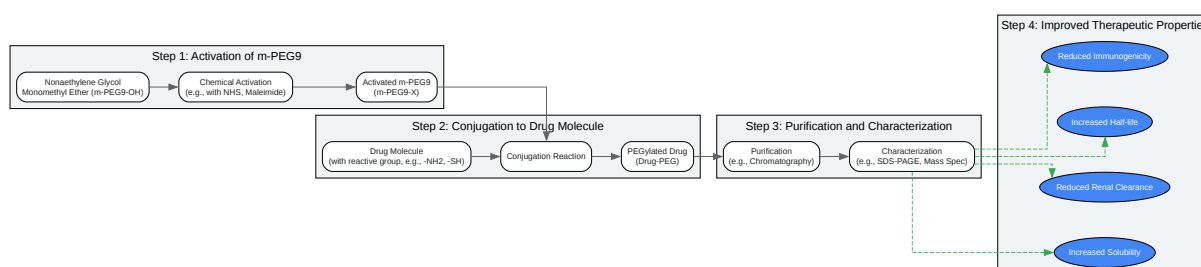 Step 1: Activation of m-PEG9
Nonaethylene Glycol
Monomethyl Ether (m-PEG9-OH)
Chemical Activation
(e.g., with NHS, Maleimide)
Activated m-PEG9
(m-PEG9-X)
Step 2: Conjugation to Drug Molecule
Drug Molecule
(with reactive group, e.g., -NH2, -SH)
Conjugation Reaction
PEGylated Drug
(Drug-PEG)
Step 3: Purification and Characterization
Purification
(e.g., Chromatography)
Characterization
(e.g., SDS-PAGE, Mass Spec)
Step 4: Improved Therapeutic Propertie
Reduced Immunogenicity
Increased Half-life
Reduced Renal Clearance
Increased Solubility